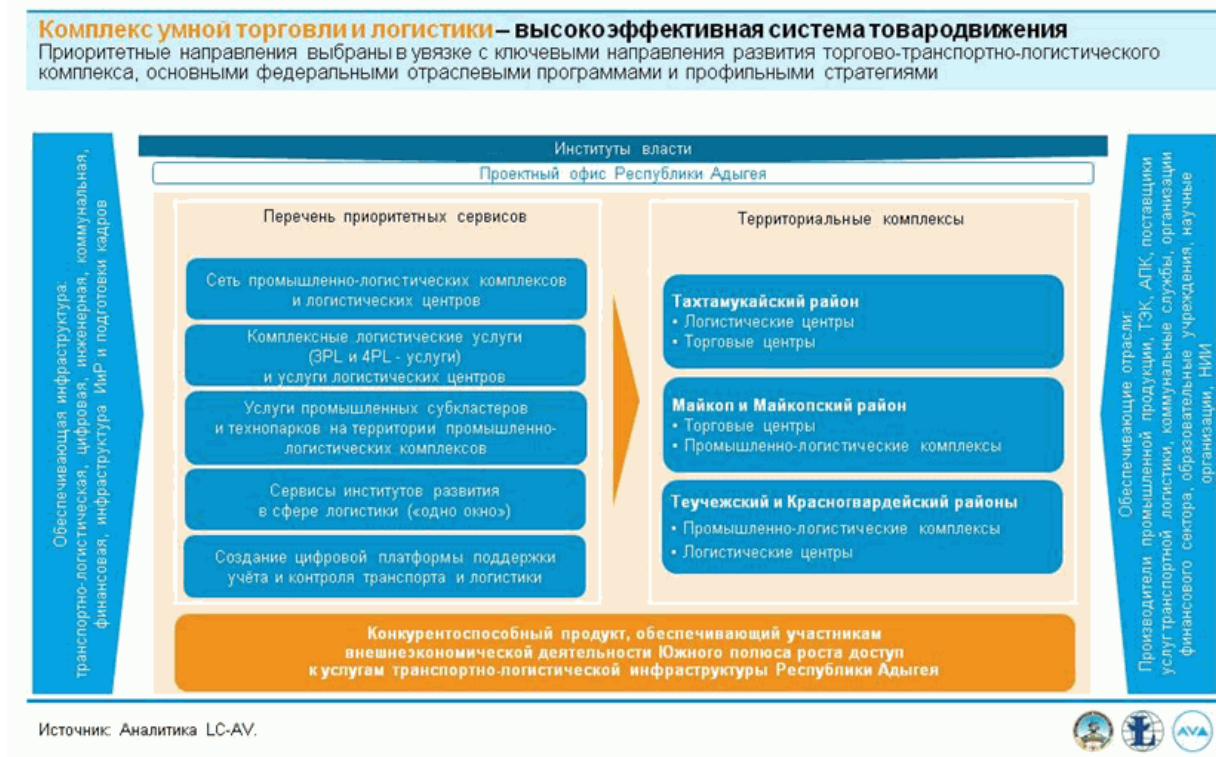 Комплекс умной торговли и логистики – высокоэффективная система товародвижения
Приоритетные направления выбраны в увязке с ключевыми направления развития торгово-транспортно-логистического
комплекса, основными федеральными отраслевыми программами и профильными стратегиями
Обеспечивающая инфраструктура:
транспортно-логистическая, цифровая, инженерная, коммунальная,
финансовая, инфраструктура ИиР и подготовки кадров
Институты власти
Проектный офис Республики Адыгея
Перечень приоритетных сервисов
Сеть промышленно-логистических комплексов
и логистических центров
Комплексные логистические услуги
(3PL и 4PL - услуги)
и услуги логистических центров
Услуги промышленных субкластеров
и технопарков на территории промышленно-
логистических комплексов
Сервисы институтов развития
в сфере логистики («одно окно»)
Создание цифровой платформы поддержки
учёта и контроля транспорта и логистики
Территориальные комплексы
Тахтамукайский район
• Логистические центры
• Торговые центры
Майкоп и Майкопский район
• Торговые центры
• Промышленно-логистические комплексы
Теучежский и Красногвардейский районы
• Промышленно-логистические комплексы
• Логистические центры
Конкурентоспособный продукт, обеспечивающий участникам
внешнеэкономической деятельности Южного полюса роста доступ
к услугам транспортно-логистической инфраструктуры Республики Адыгея
Обеспечивающие отрасли:
Производители промышленной продукции, ТЭК, АПК, поставщики
услуг транспортной логистики, коммунальные службы, организации
финансового сектора, образовательные учреждения, научные
организации, НИИ
Источник: Аналитика LC-AV.
AVA